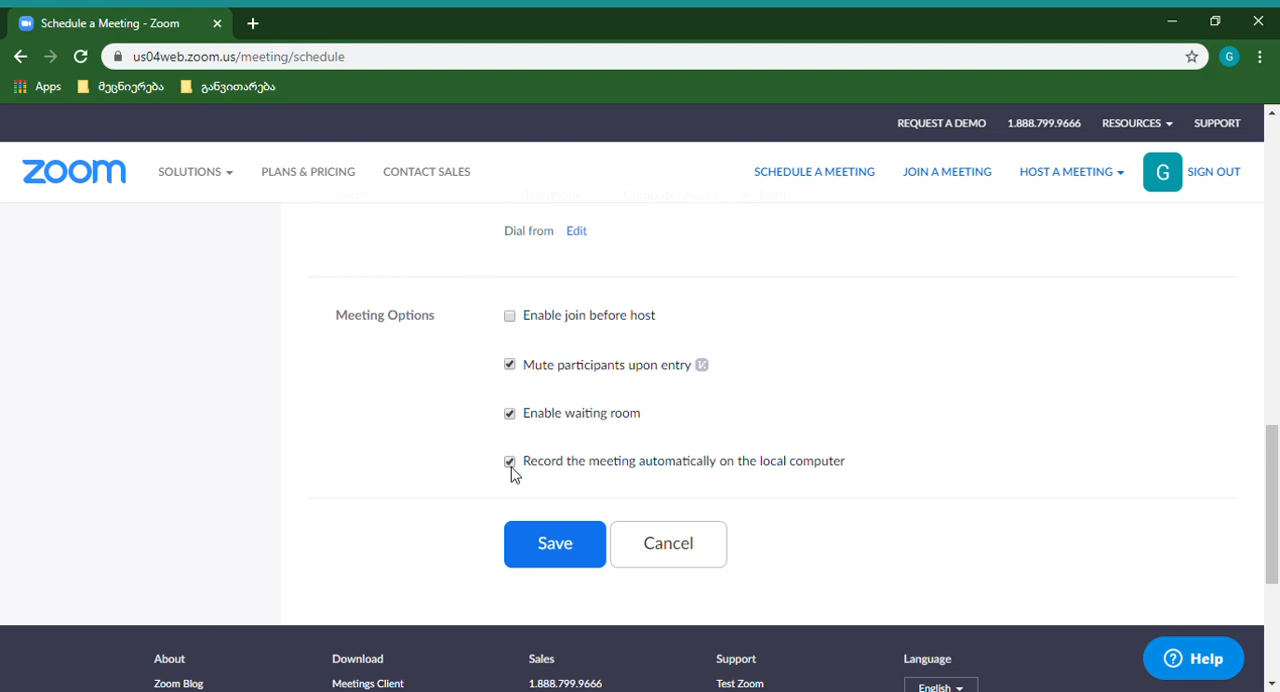 Schedule a Meeting - Zoom
us04web.zoom.us/meeting/schedule
G
Apps მეცნიერება განვითარება
REQUEST A DEMO 1.888.799.9666 RESOURCES SUPPORT
zoom SOLUTIONS PLANS & PRICING CONTACT SALES SCHEDULE A MEETING JOIN A MEETING HOST A MEETING G SIGN OUT
Dial from Edit
Meeting Options Enable join before host
Mute participants upon entry
Enable waiting room
Record the meeting automatically on the local computer
Save Cancel
About Download Sales Support Language
Zoom Blog Meetings Client 1.888.799.9666 Test Zoom English
Help